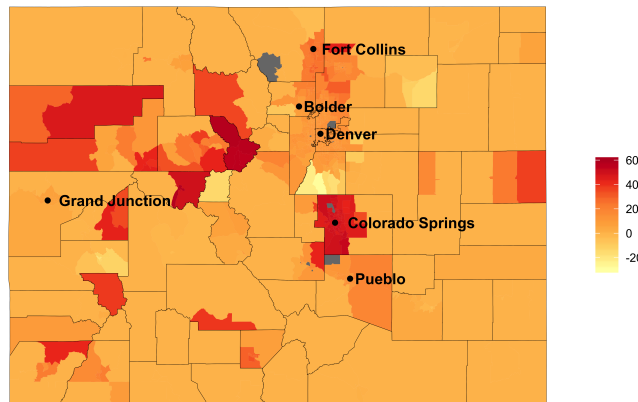 Fort Collins
Bolder
Denver
Grand Junction
Colorado Springs
Pueblo
60
40
20
0
-20